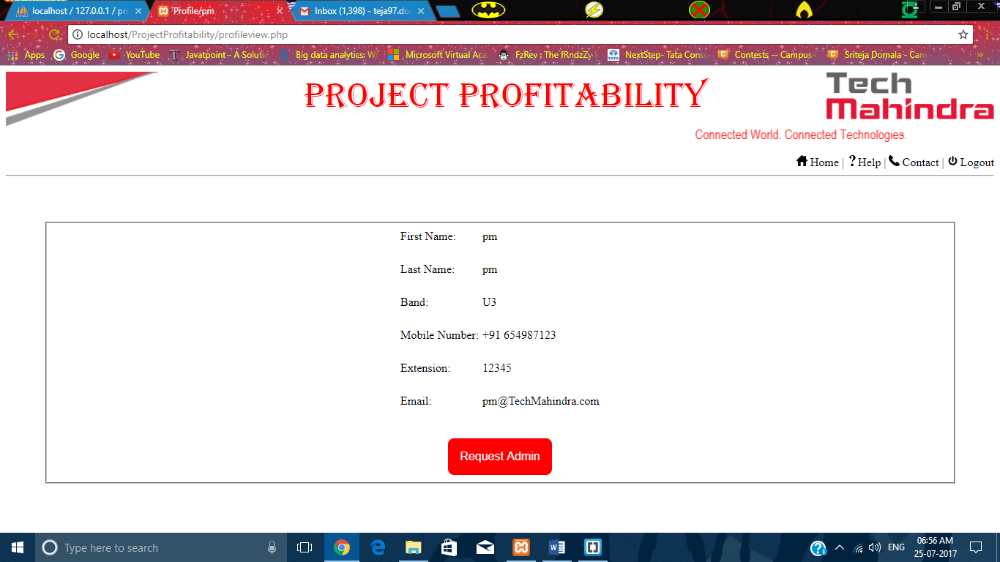 localhost / 127.0.0.1 / pro
Profile/pm
Inbox (1,398) - teja97.do
localhost/ProjectProfitability/profileview.php
Apps Google YouTube Javatpoint - A Soluti Big data analytics: W Microsoft Virtual Aca FzRev ; The fRndzZy NextStep- Tata Consu Contests -- Campus Sriteja Domala - Cam »
PROJECT PROFITABILITY
Tech
Mahindra
Connected World. Connected Technologies.
Home | ? Help | Contact | Logout
First Name: pm
Last Name: pm
Band: U3
Mobile Number: +91 654987123
Extension: 12345
Email: pm@TechMahindra.com
Request Admin
Type here to search
ENG
06:56 AM
25-07-2017